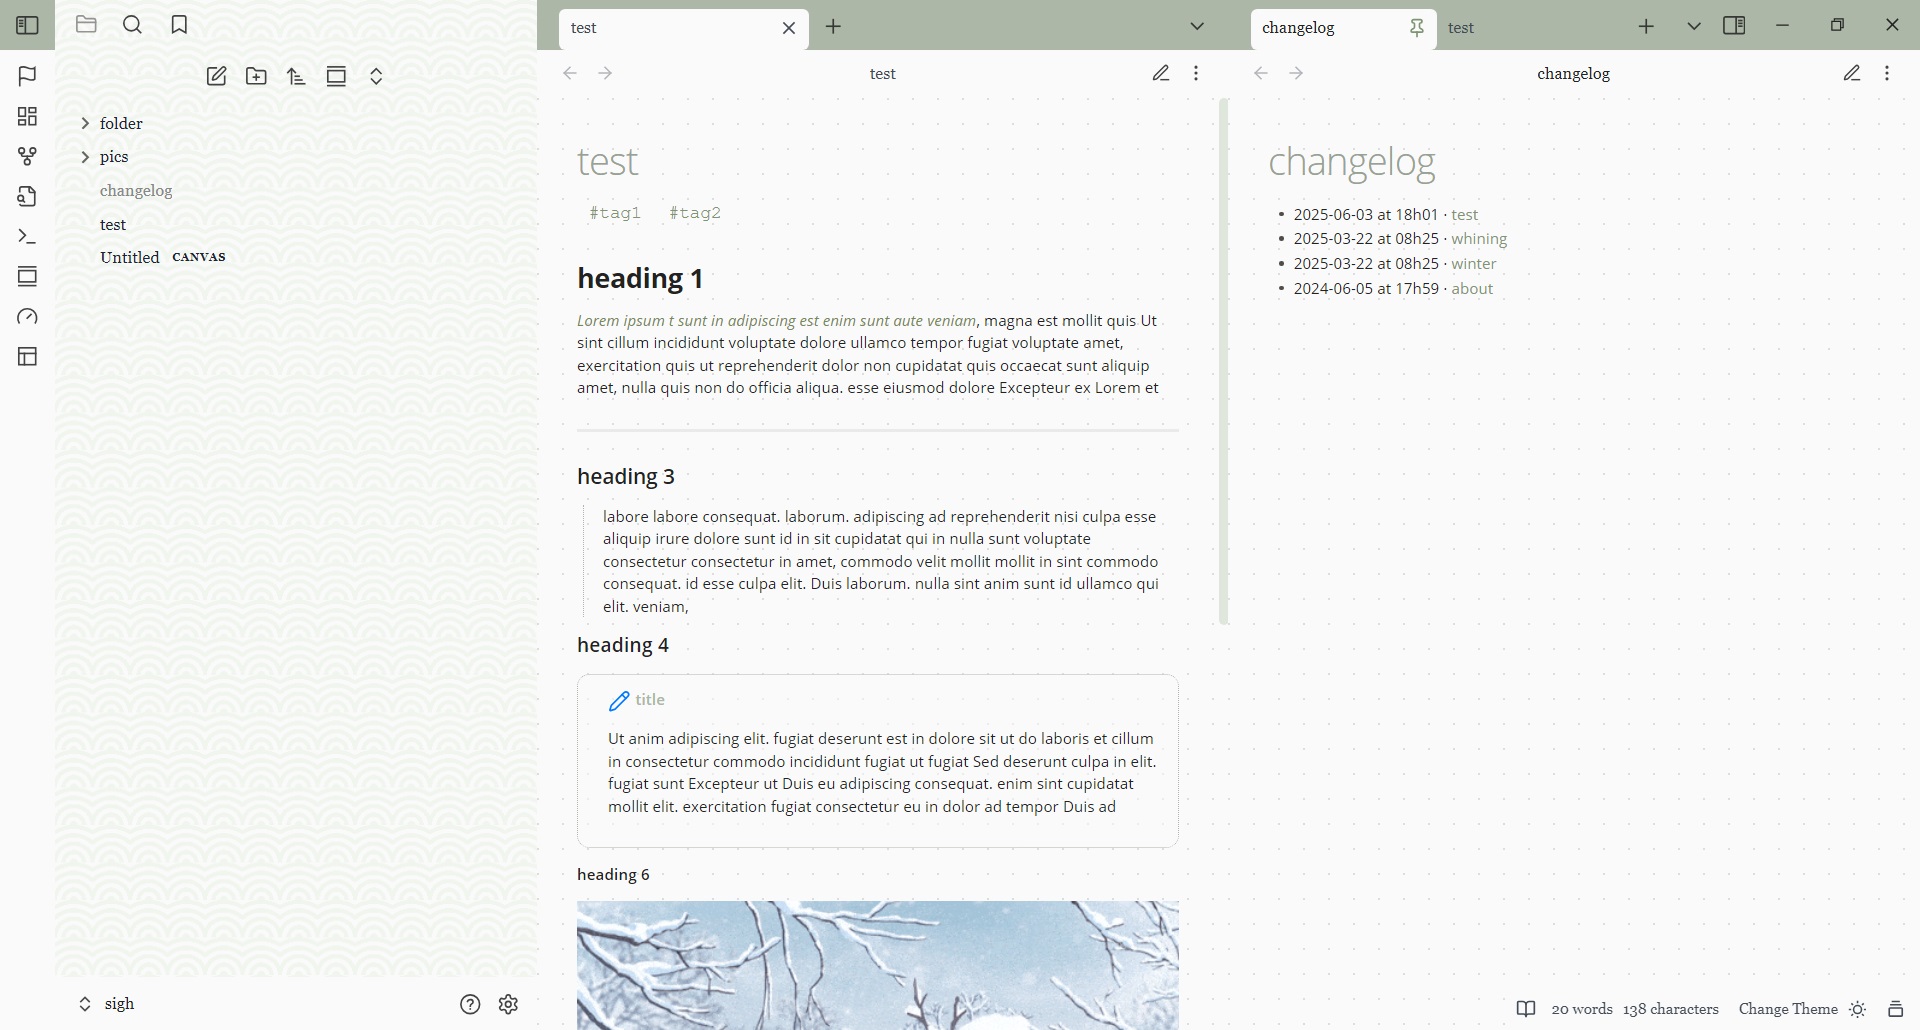 folder
pics
changelog
test
Untitled CANVAS
sigh
test
test
test
#tag1 #tag2
heading 1
Lorem ipsum t sunt in adipiscing est enim sunt aute veniam, magna est mollit quis Ut
sint cillum incididunt voluptate dolore ullamco tempor fugiat voluptate amet,
exercitation quis ut reprehenderit dolor non cupidatat quis occaecat sunt aliquip
amet, nulla quis non do officia aliqua. esse eiusmod dolore Excepteur ex Lorem et
heading 3
labore labore consequat. laborum. adipiscing ad reprehenderit nisi culpa esse
aliquip irure dolore sunt id in sit cupidatat qui in nulla sunt voluptate
consectetur consectetur in amet, commodo velit mollit mollit in sint commodo
consequat. id esse culpa elit. Duis laborum. nulla sint anim sunt id ullamco qui
elit. veniam,
heading 4
title
Ut anim adipiscing elit. fugiat deserunt est in dolore sit ut do laboris et cillum
in consectetur commodo incididunt fugiat ut fugiat Sed deserunt culpa in elit.
fugiat sunt Excepteur ut Duis eu adipiscing consequat. enim sint cupidatat
mollit elit. exercitation fugiat consectetur eu in dolor ad tempor Duis ad
heading 6
changelog test
changelog
changelog
2025-06-03 at 18h01 · test
2025-03-22 at 08h25 · whining
2025-03-22 at 08h25 · winter
2024-06-05 at 17h59 · about
20 words 138 characters Change Theme